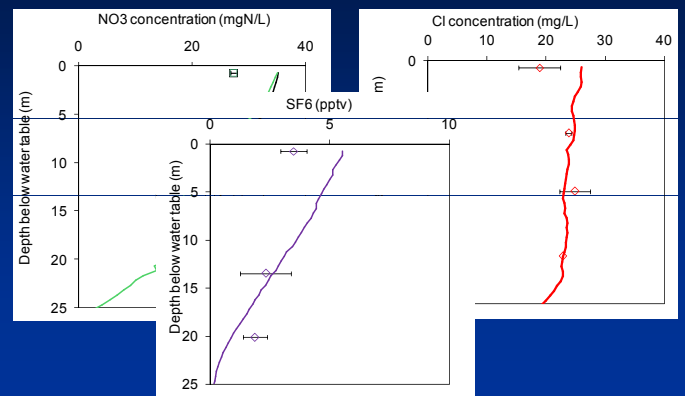 NO3 concentration (mgN/L)
0 20 40
0
5
10
15
20
25
Depth below water table (m)
SF6 (pptv)
0 5 10
0
5
10
15
20
25
Depth below water table (m)
Cl concentration (mg/L)
0 10 20 30 40
0
m)